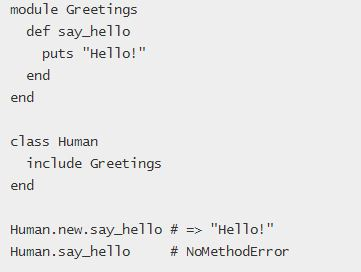 module Greetings
  def say_hello
    puts "Hello!"
  end
end

class Human
  include Greetings
end

Human.new.say_hello # => "Hello!"
Human.say_hello     # NoMethodError